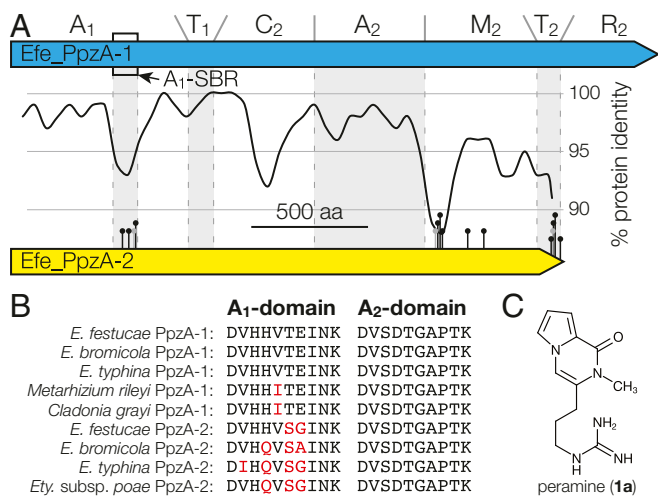 A
A1 T1 C2 A2 M2 T2 R2
Efe_PpzA-1
A1-SBR
100
95
90
% protein identity
500 aa
Efe_PpzA-2
B
A1-domain A2-domain
E. festucae PpzA-1: DVHHVTEINK DVSDTGAPTK
E. bromicola PpzA-1: DVHHVTEINK DVSDTGAPTK
E. typhina PpzA-1: DVHHVTEINK DVSDTGAPTK
Metarhizium rileyi PpzA-1: DVHHITEINK DVSDTGAPTK
Cladonia grayi PpzA-1: DVHHITEINK DVSDTGAPTK
E. festucae PpzA-2: DVHHVSGINK DVSDTGAPTK
E. bromicola PpzA-2: DVHQVSAINK DVSDTGAPTK
E. typhina PpzA-2: DIHQVSGINK DVSDTGAPTK
Ety. subsp. poae PpzA-2: DVHQVSGINK DVSDTGAPTK
C
O
N
N
CH3
NH2
N
H
NH
peramine (1a)